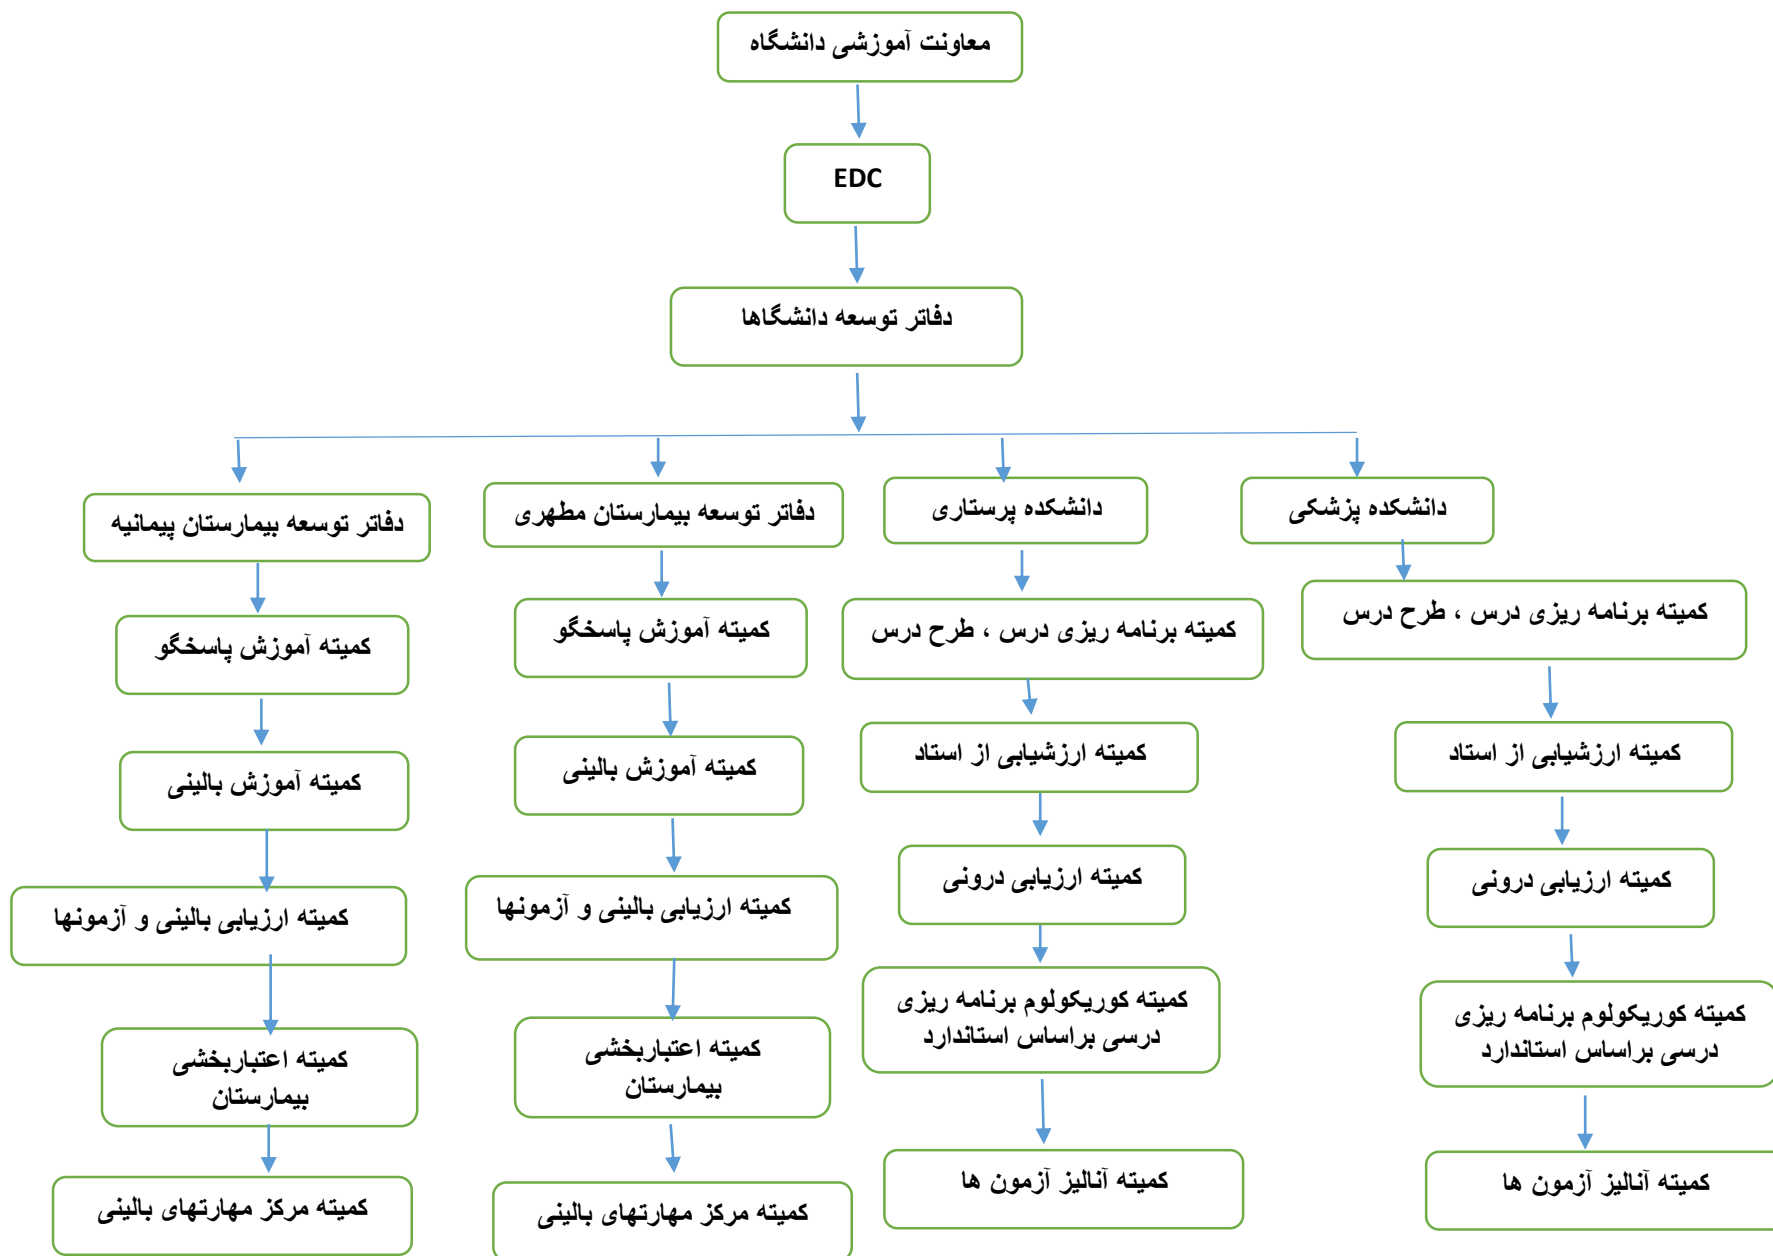 معاونت آموزشی دانشگاه
EDC
دفاتر توسعه دانشگاها
دانشکده پزشکی
دانشکده پرستاری
دفاتر توسعه بیمارستان مطهری
دفاتر توسعه بیمارستان پیمانیه
کمیته برنامه ریزی درس ، طرح درس
کمیته برنامه ریزی درس ، طرح درس
کمیته آموزش پاسخگو
کمیته آموزش پاسخگو
کمیته ارزشیابی از استاد
کمیته ارزشیابی از استاد
کمیته آموزش بالینی
کمیته آموزش بالینی
کمیته ارزیابی درونی
کمیته ارزیابی درونی
کمیته ارزیابی بالینی و آزمونها
کمیته ارزیابی بالینی و آزمونها
کمیته کوریکولوم برنامه ریزی
درسی براساس استاندارد
کمیته کوریکولوم برنامه ریزی
درسی براساس استاندارد
کمیته اعتباربخشی
بیمارستان
کمیته اعتباربخشی
بیمارستان
کمیته آنالیز آزمون ها
کمیته آنالیز آزمون ها
کمیته مرکز مهارتهای بالینی
کمیته مرکز مهارتهای بالینی